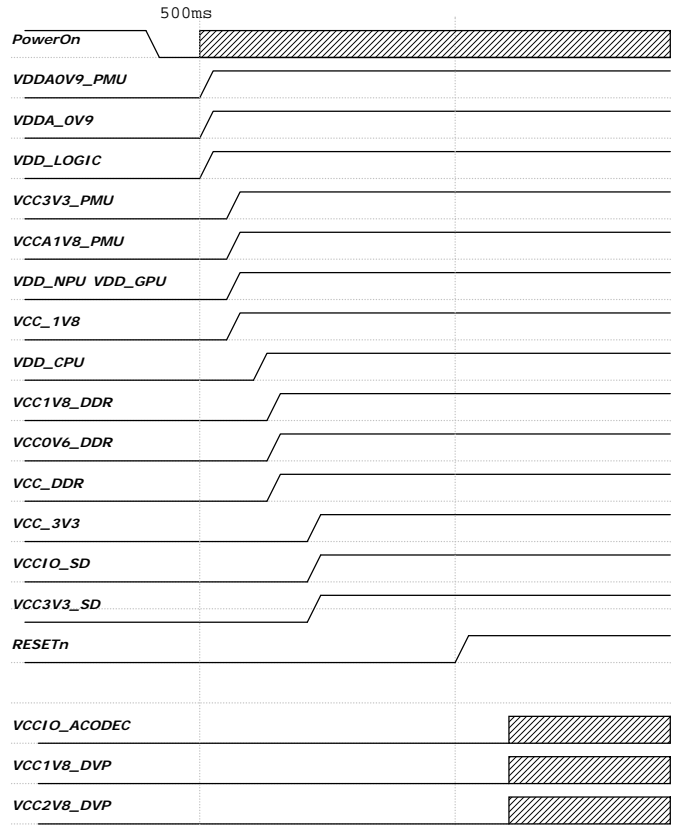 500ms
PowerOn
VDDA0V9_PMU
VDDA_0V9
VDD_LOGIC
VCC3V3_PMU
VCCA1V8_PMU
VDD_NPU VDD_GPU
VCC_1V8
VDD_CPU
VCC1V8_DDR
VCC0V6_DDR
VCC_DDR
VCC_3V3
VCCIO_SD
VCC3V3_SD
RESETn
VCCIO_ACODEC
VCC1V8_DVP
VCC2V8_DVP